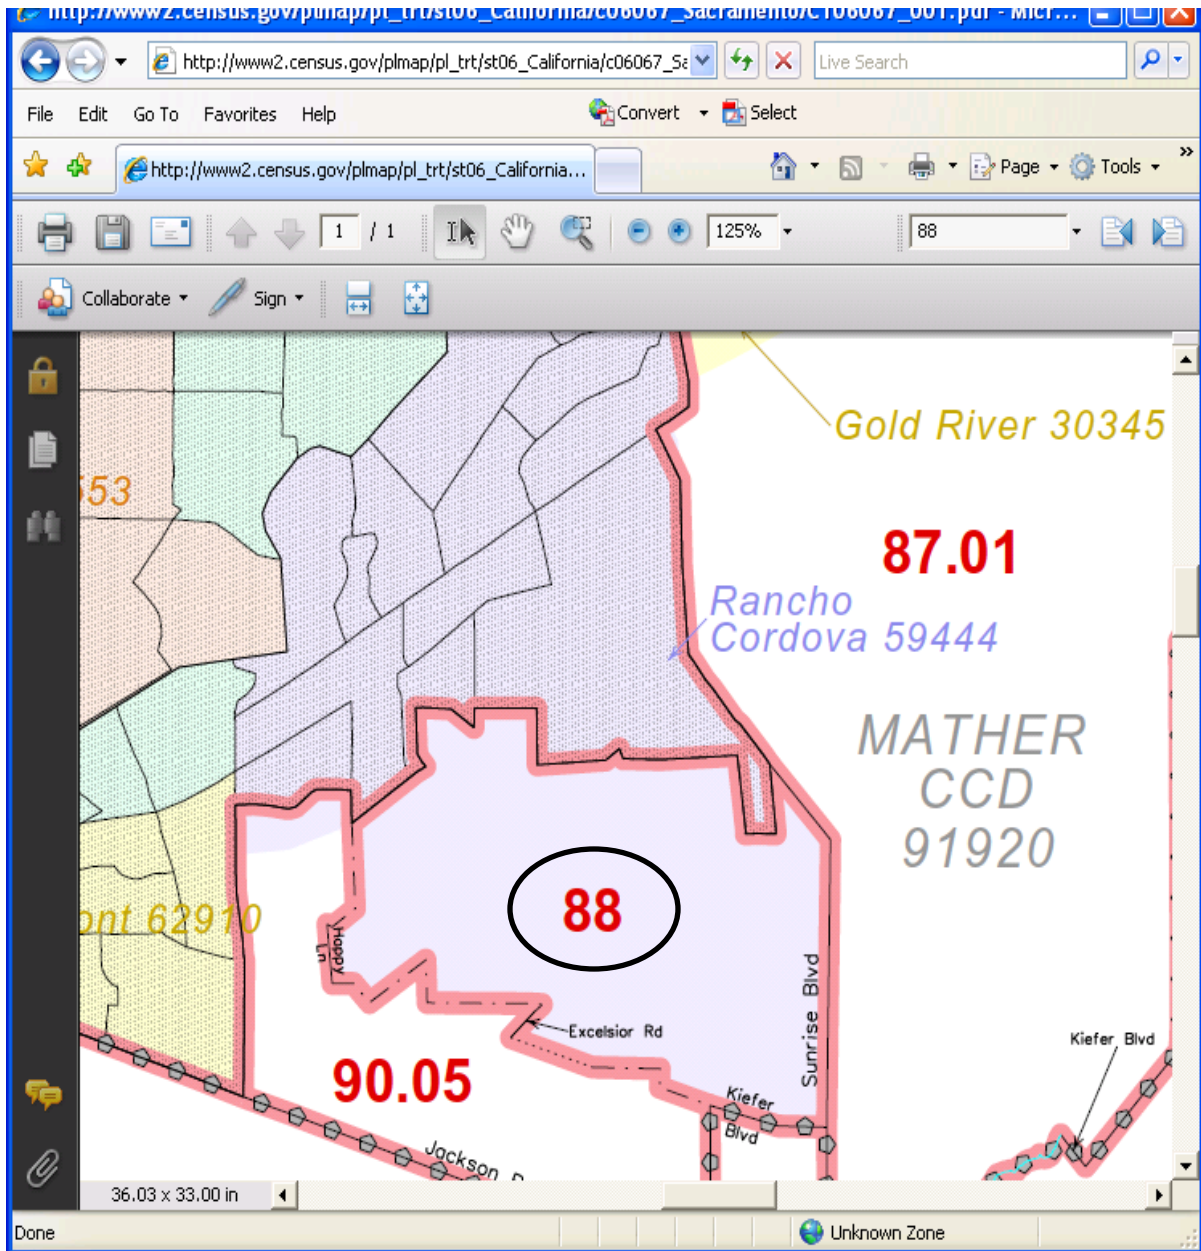 http://www2.census.gov/plmap/pl_trt/st06_California/c06067_Sacramento/CT06067_001.pdf - Micr...
http://www2.census.gov/plmap/pl_trt/st06_California/c06067_Sa
Live Search
File Edit Go To Favorites Help Convert Select
http://www2.census.gov/plmap/pl_trt/st06_California... Page Tools »
1 / 1 125% 88
Collaborate Sign
Gold River 30345
553
87.01
Rancho
Cordova 59444
MATHER
CCD
91920
88
ont 62910
Happy
Ln
Sunrise Blvd
Excelsior Rd
Kiefer Blvd
90.05
Kiefer
Blvd
Jackson
36.03 x 33.00 in
Done Unknown Zone